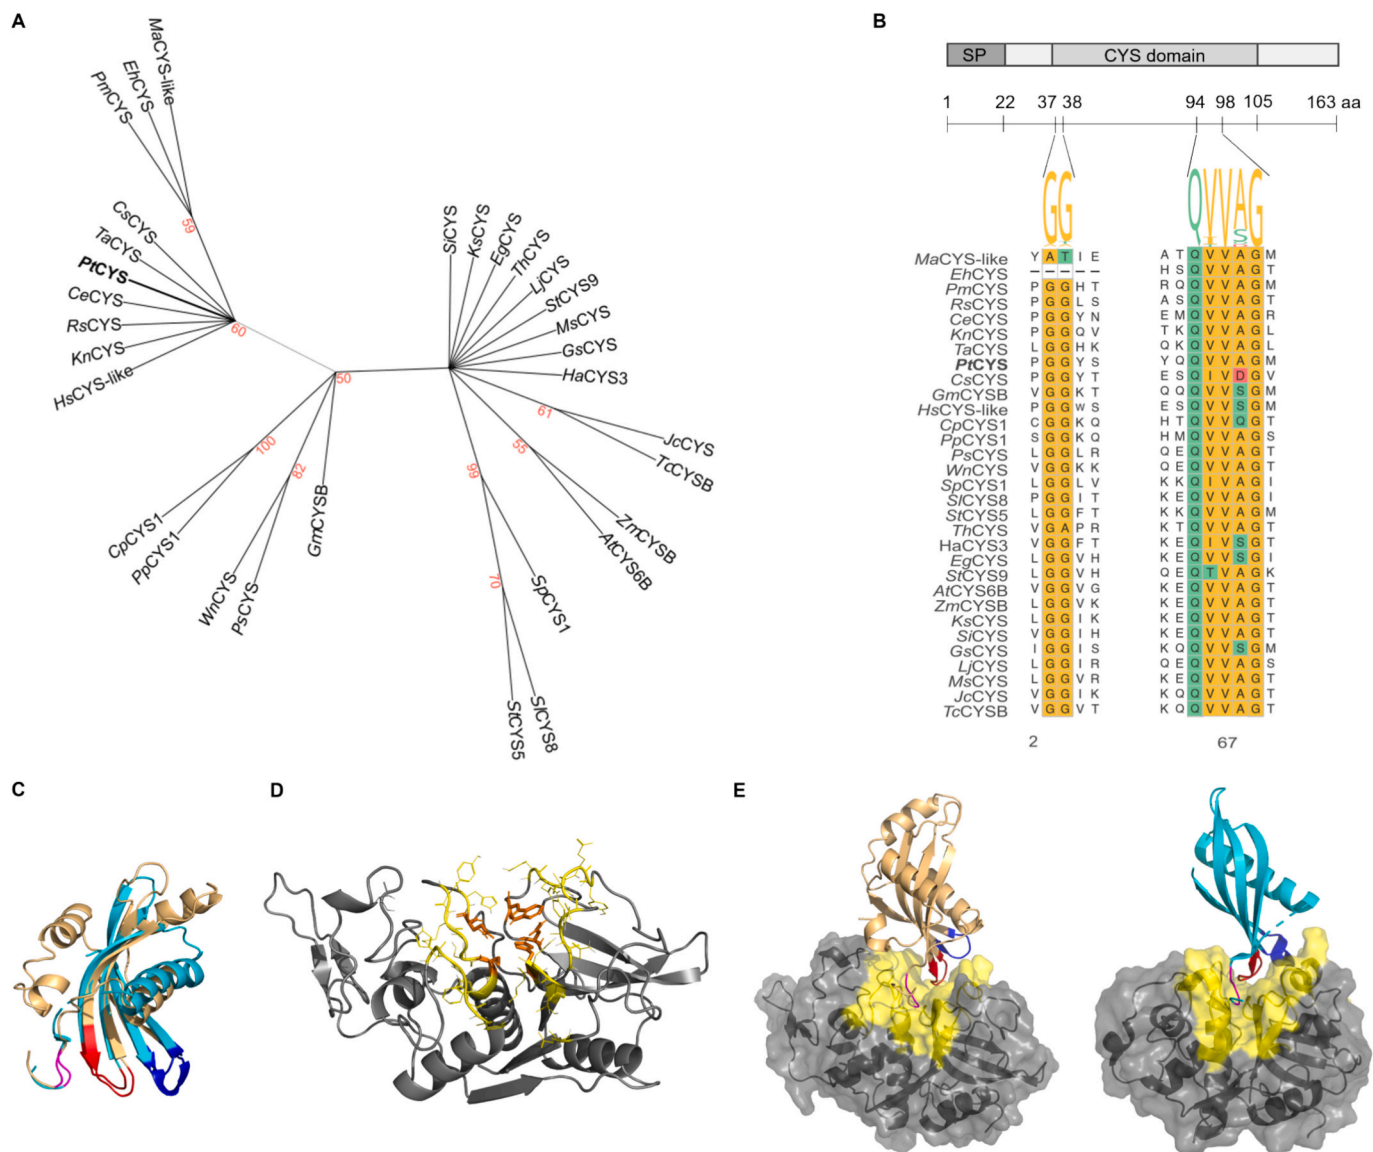 A
MaCYS-like
EhCYS
PmCYS
59
CsCYS
TaCYS
PtCYS
CeCYS
RsCYS
KnCYS
HsCYS-like
60
50
SiCYS
KsCYS
EgCYS
ThCYS
LjCYS
StCYS9
MsCYS
GsCYS
HaCYS3
61
JcCYS
TcCYSB
55
ZmCYSB
AtCYS6B
99
SpCYS1
70
SlCYS8
StCYS5
100
CpCYS1
PpCYS1
82
WnCYS
PsCYS
GmCYSB
B
SP CYS domain
1 22 37 38 94 98 105 163 aa
GG QVVAG
MaCYS-like Y A T I E A T Q V V A G M
EhCYS - - - - - H S Q V V A G T
PmCYS P G G H T R Q Q V V A G M
RsCYS P G G L S A S Q V V A G T
CeCYS P G G Y N E M Q V V A G R
KnCYS P G G Q V T K Q V V A G L
TaCYS L G G H K Q K Q V V A G L
PtCYS P G G Y S Y Q Q V V A G M
CsCYS P G G Y T E S Q I V D G V
GmCYSB V G G K T Q Q Q V V S G M
HsCYS-like P G G w S E S Q V V S G M
CpCYS1 C G G K Q H T Q V V Q G T
PpCYS1 S G G K Q H M Q V V A G S
PsCYS L G G L R Q E Q V V A G T
WnCYS V G G K K Q E Q V V A G T
SpCYS1 L G G L V K K Q I V A G I
SlCYS8 P G G I T K E Q V V A G I
StCYS5 L G G F T K K Q V V A G M
ThCYS V G A P R K T Q V V A G T
HaCYS3 V G G F T K E Q I V S G T
EgCYS L G G V H K E Q V V S G I
StCYS9 L G G V H Q E Q T V A G K
AtCYS6B V G G V G K E Q V V A G T
ZmCYSB L G G V K K E Q V V A G T
KsCYS L G G I K K E Q V V A G T
SiCYS V G G I H K E Q V V A G T
GsCYS I G G I S K E Q V V S G M
LjCYS L G G I R Q E Q V V A G S
MsCYS L G G V R K E Q V V A G T
JcCYS V G G I K K Q Q V V A G T
TcCYSB V G G V T K Q Q V V A G T
2 67
C
D
E